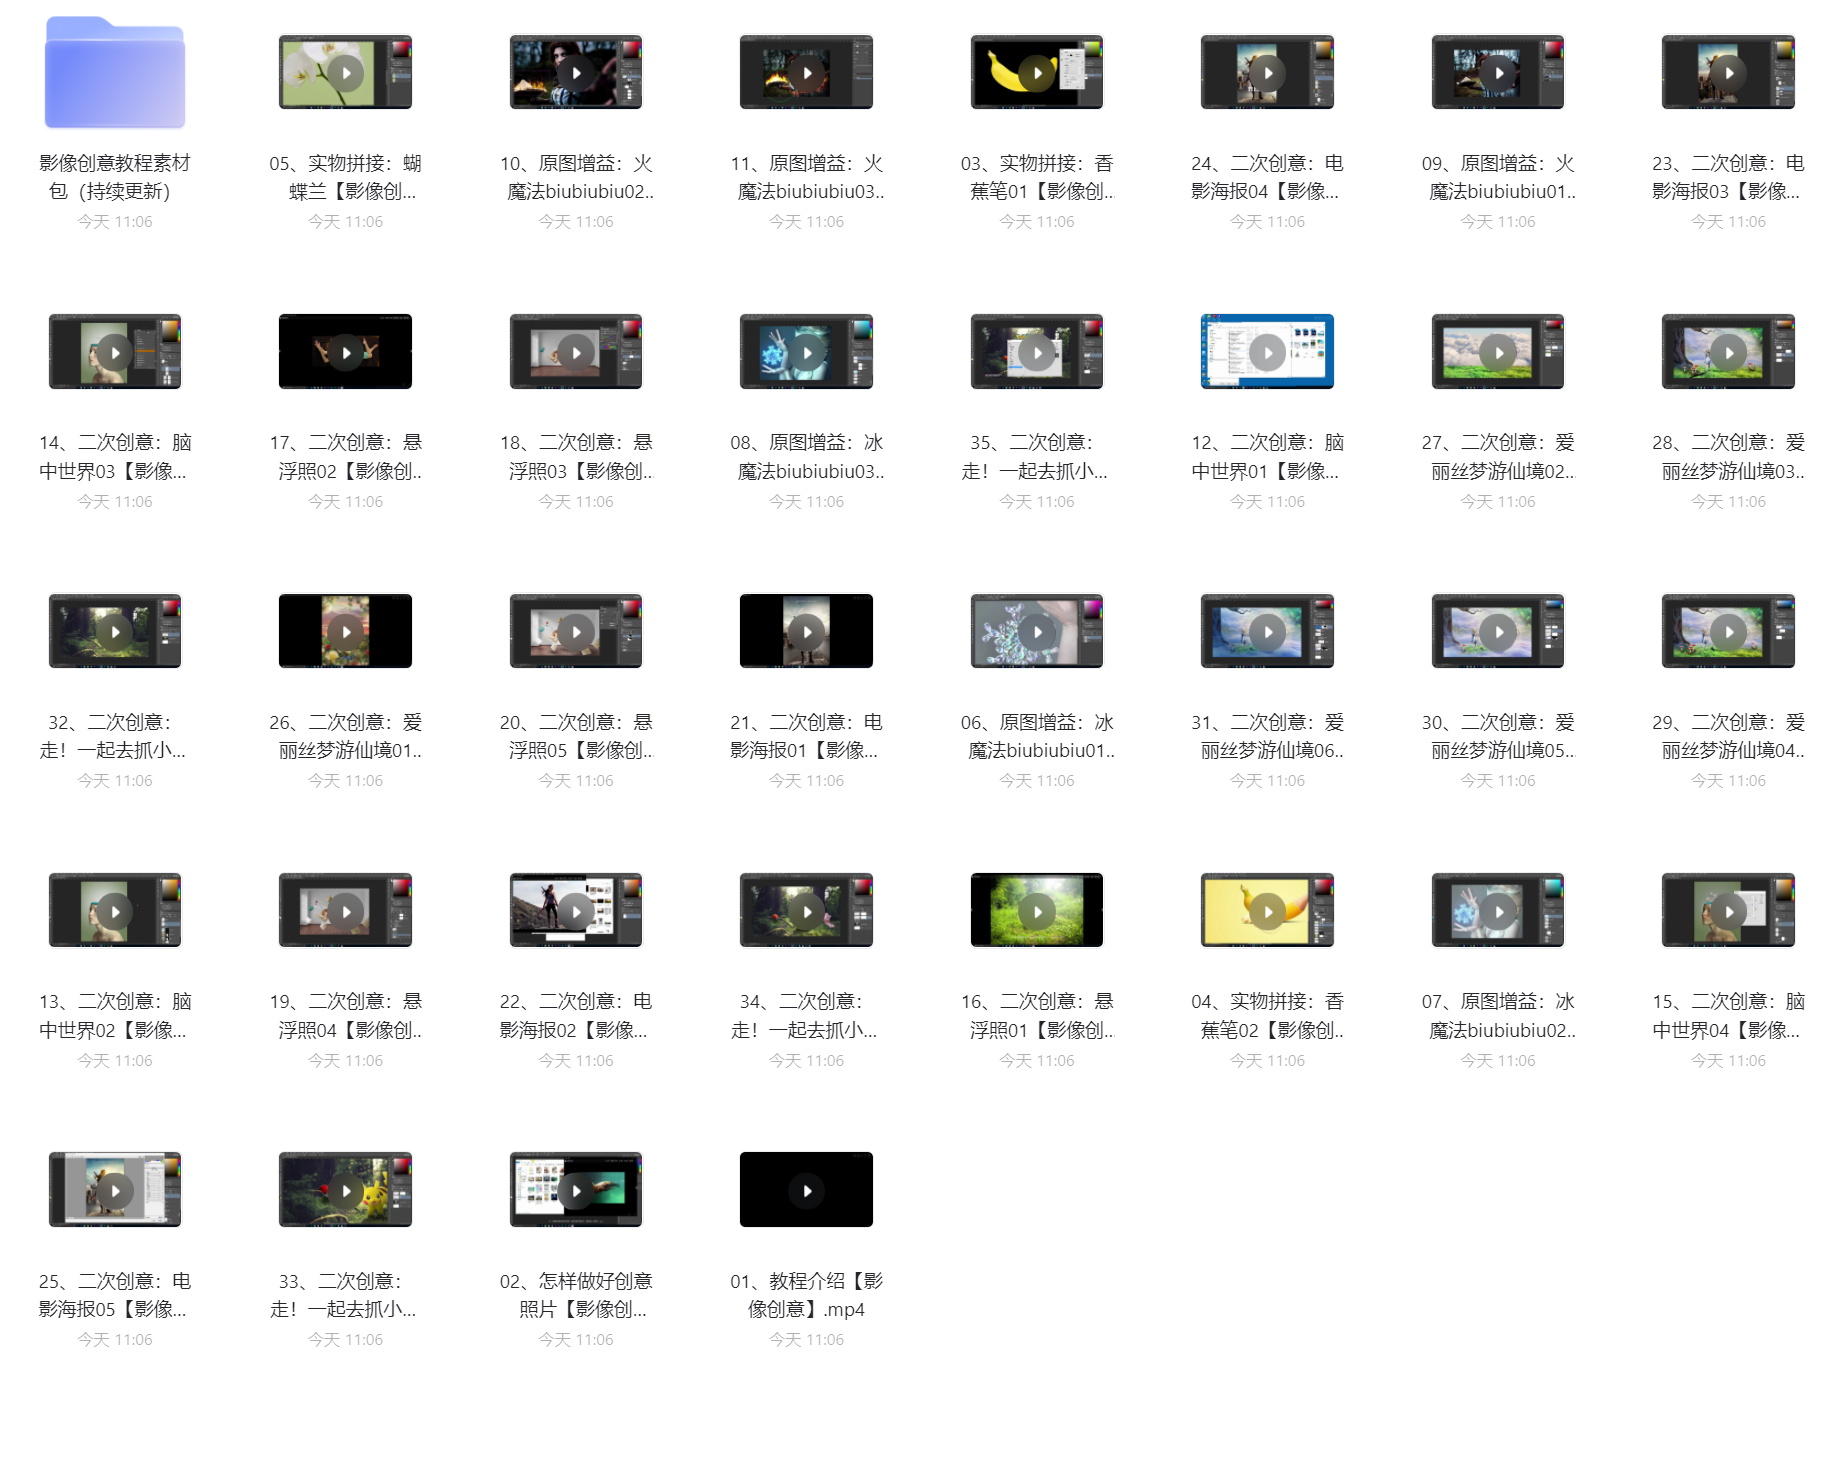 影像创意教程素材
包（持续更新）
今天 11:06
05、实物拼接：蝴
蝶兰【影像创...
今天 11:06
10、原图增益：火
魔法biubiubiu02..
今天 11:06
11、原图增益：火
魔法biubiubiu03..
今天 11:06
03、实物拼接：香
蕉笔01【影像创..
今天 11:06
24、二次创意：电
影海报04【影像...
今天 11:06
09、原图增益：火
魔法biubiubiu01..
今天 11:06
23、二次创意：电
影海报03【影像...
今天 11:06
14、二次创意：脑
中世界03【影像...
今天 11:06
17、二次创意：悬
浮照02【影像创..
今天 11:06
18、二次创意：悬
浮照03【影像创..
今天 11:06
08、原图增益：冰
魔法biubiubiu03..
今天 11:06
35、二次创意：
走！一起去抓小...
今天 11:06
12、二次创意：脑
中世界01【影像...
今天 11:06
27、二次创意：爱
丽丝梦游仙境02..
今天 11:06
28、二次创意：爱
丽丝梦游仙境03..
今天 11:06
32、二次创意：
走！一起去抓小...
今天 11:06
26、二次创意：爱
丽丝梦游仙境01..
今天 11:06
20、二次创意：悬
浮照05【影像创..
今天 11:06
21、二次创意：电
影海报01【影像...
今天 11:06
06、原图增益：冰
魔法biubiubiu01..
今天 11:06
31、二次创意：爱
丽丝梦游仙境06..
今天 11:06
30、二次创意：爱
丽丝梦游仙境05..
今天 11:06
29、二次创意：爱
丽丝梦游仙境04..
今天 11:06
13、二次创意：脑
中世界02【影像...
今天 11:06
19、二次创意：悬
浮照04【影像创..
今天 11:06
22、二次创意：电
影海报02【影像...
今天 11:06
34、二次创意：
走！一起去抓小...
今天 11:06
16、二次创意：悬
浮照01【影像创..
今天 11:06
04、实物拼接：香
蕉笔02【影像创..
今天 11:06
07、原图增益：冰
魔法biubiubiu02..
今天 11:06
15、二次创意：脑
中世界04【影像...
今天 11:06
25、二次创意：电
影海报05【影像...
今天 11:06
33、二次创意：
走！一起去抓小...
今天 11:06
02、怎样做好创意
照片【影像创...
今天 11:06
01、教程介绍【影
像创意】.mp4
今天 11:06